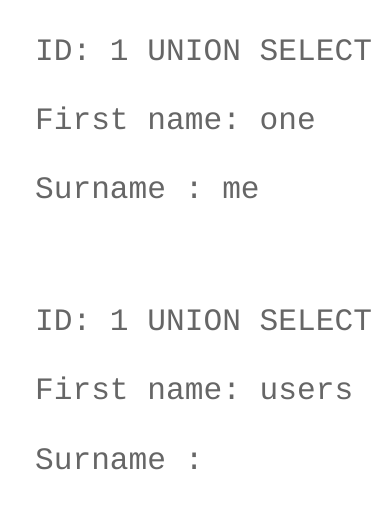 ID: 1 UNION SELECT
First name: one
Surname : me
ID: 1 UNION SELECT
First name: users
Surname :